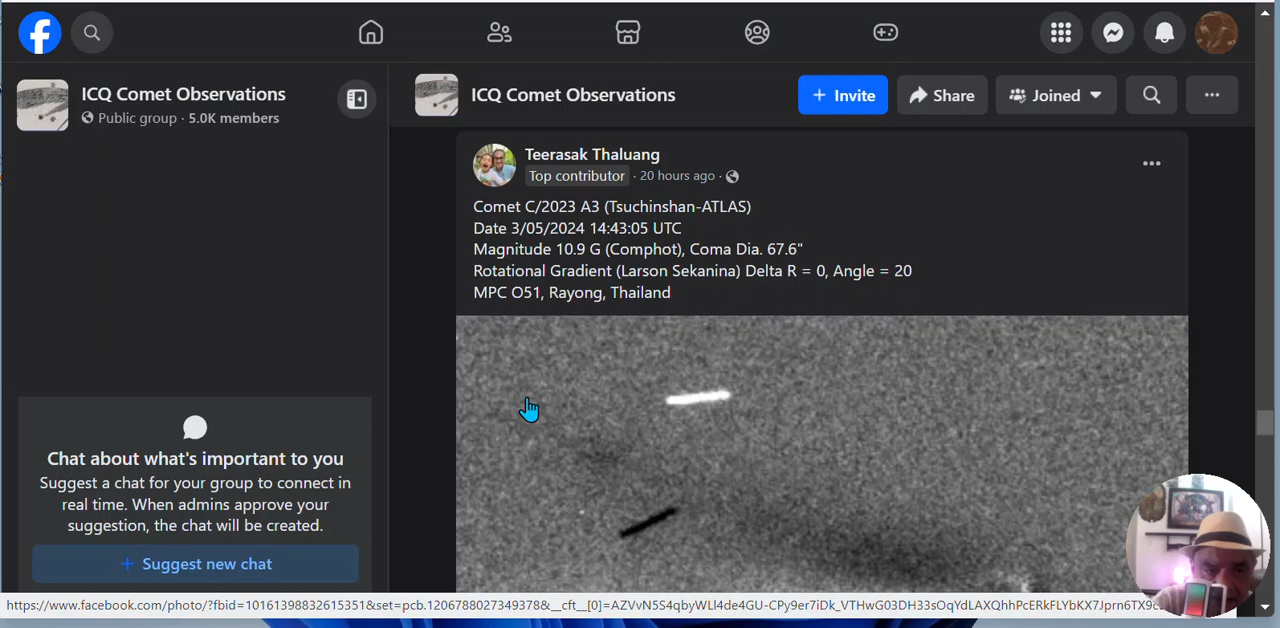 ICQ Comet Observations
Public group · 5.0K members
ICQ Comet Observations
+ Invite
Share
Joined
Teerasak Thaluang
Top contributor · 20 hours ago ·
Comet C/2023 A3 (Tsuchinshan-ATLAS)
Date 3/05/2024 14:43:05 UTC
Magnitude 10.9 G (Comphot), Coma Dia. 67.6"
Rotational Gradient (Larson Sekanina) Delta R = 0, Angle = 20
MPC O51, Rayong, Thailand
Chat about what's important to you
Suggest a chat for your group to connect in
real time. When admins approve your
suggestion, the chat will be created.
+ Suggest new chat